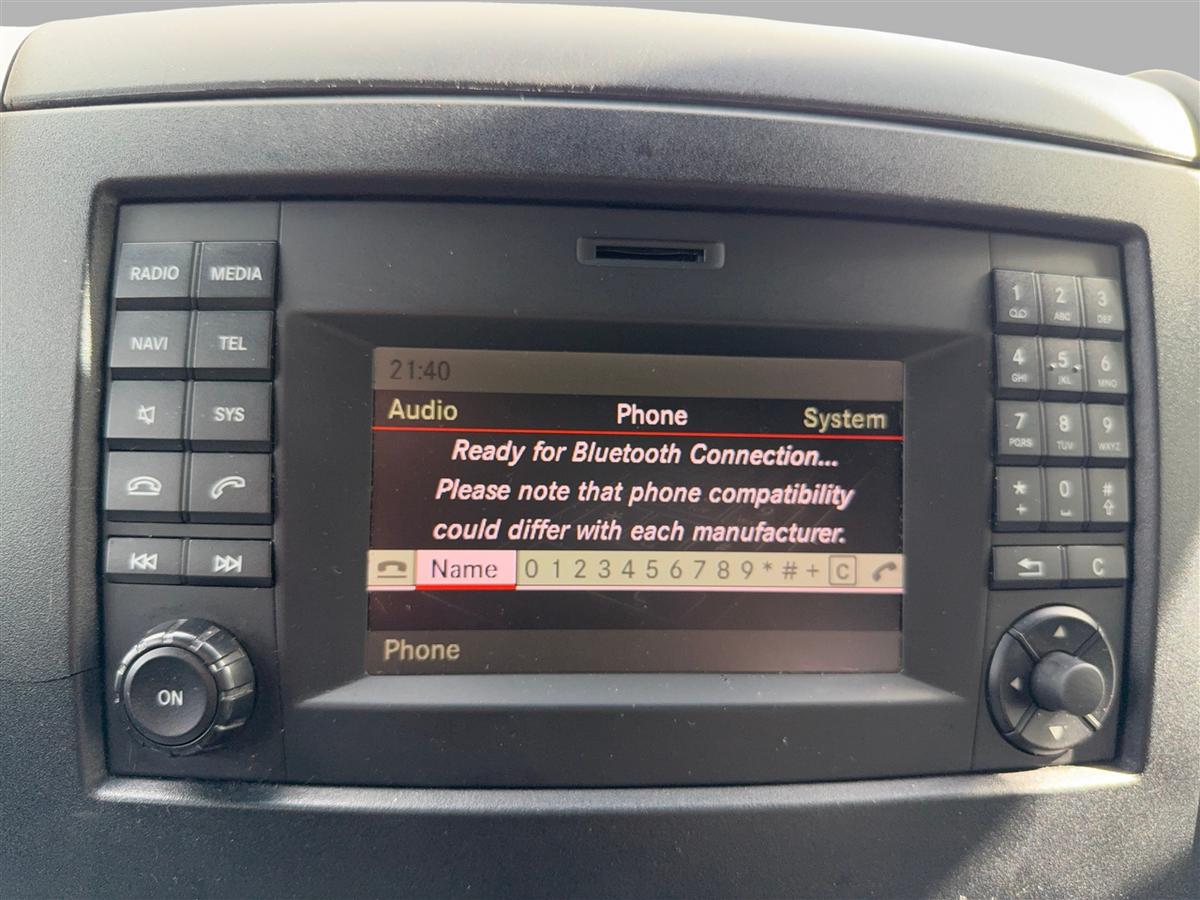 RADIO MEDIA
NAVI TEL
SYS
ON
21:40
Audio Phone System
Ready for Bluetooth Connection...
Please note that phone compatibility
could differ with each manufacturer.
Name 0 1 2 3 4 5 6 7 8 9 * # + C
Phone
1 2 ABC 3 DEF
4 GHI 5 JKL 6 MNO
7 PQRS 8 TUV 9 WXYZ
* + 0 #
C